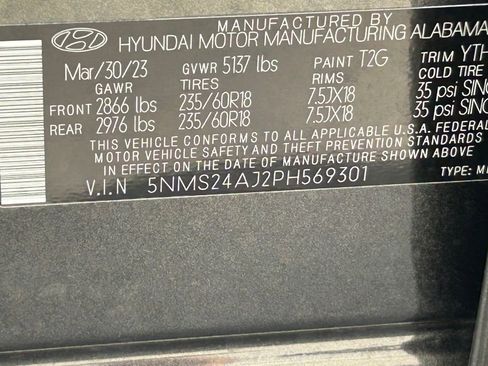 MANUFACTURED BY
HYUNDAI MOTOR MANUFACTURING ALABAMA
Mar/30/23 GVWR 5137 lbs PAINT T2G TRIM YTH
GAWR TIRES RIMS COLD TIRE
FRONT 2866 lbs 235/60R18 7.5JX18 35 psi SING
REAR 2976 lbs 235/60R18 7.5JX18 35 psi SING
THIS VEHICLE CONFORMS TO ALL APPLICABLE U.S.A. FEDERAL
MOTOR VEHICLE SAFETY AND THEFT PREVENTION STANDARDS
IN EFFECT ON THE DATE OF MANUFACTURE SHOWN ABOVE.
V.I.N 5NMS24AJ2PH569301 TYPE: M